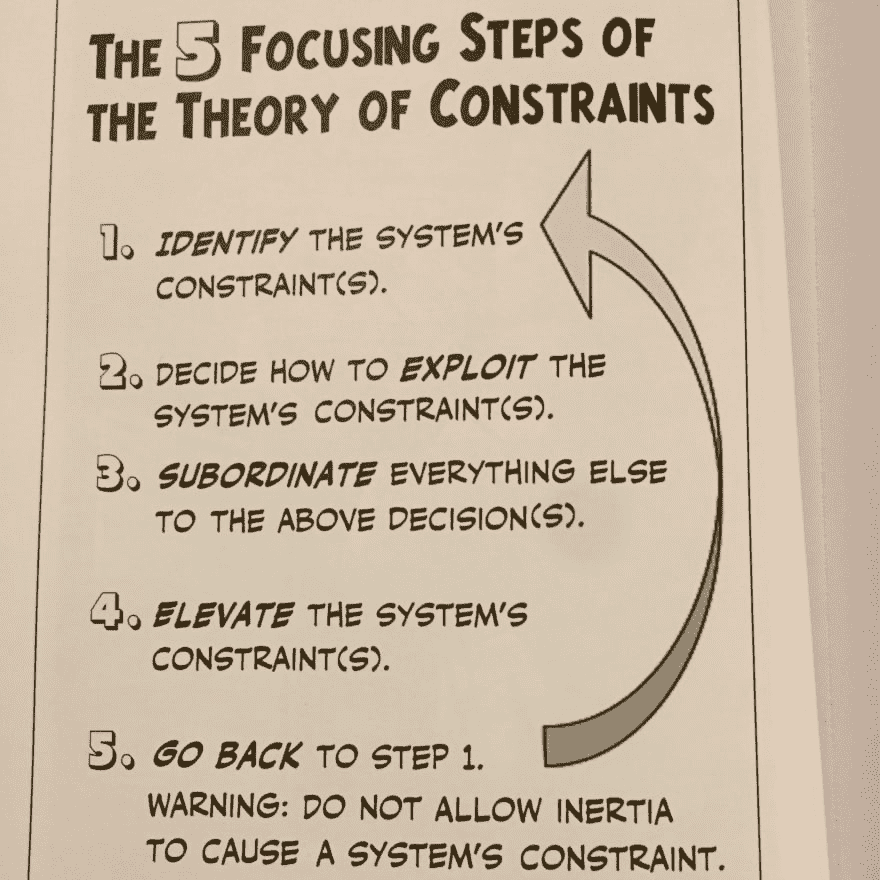 THE 5 FOCUSING STEPS OF
THE THEORY OF CONSTRAINTS
1. IDENTIFY THE SYSTEM'S
CONSTRAINT(S).
2. DECIDE HOW TO EXPLOIT THE
SYSTEM'S CONSTRAINT(S).
3. SUBORDINATE EVERYTHING ELSE
TO THE ABOVE DECISION(S).
4. ELEVATE THE SYSTEM'S
CONSTRAINT(S).
5. GO BACK TO STEP 1.
WARNING: DO NOT ALLOW INERTIA
TO CAUSE A SYSTEM'S CONSTRAINT.